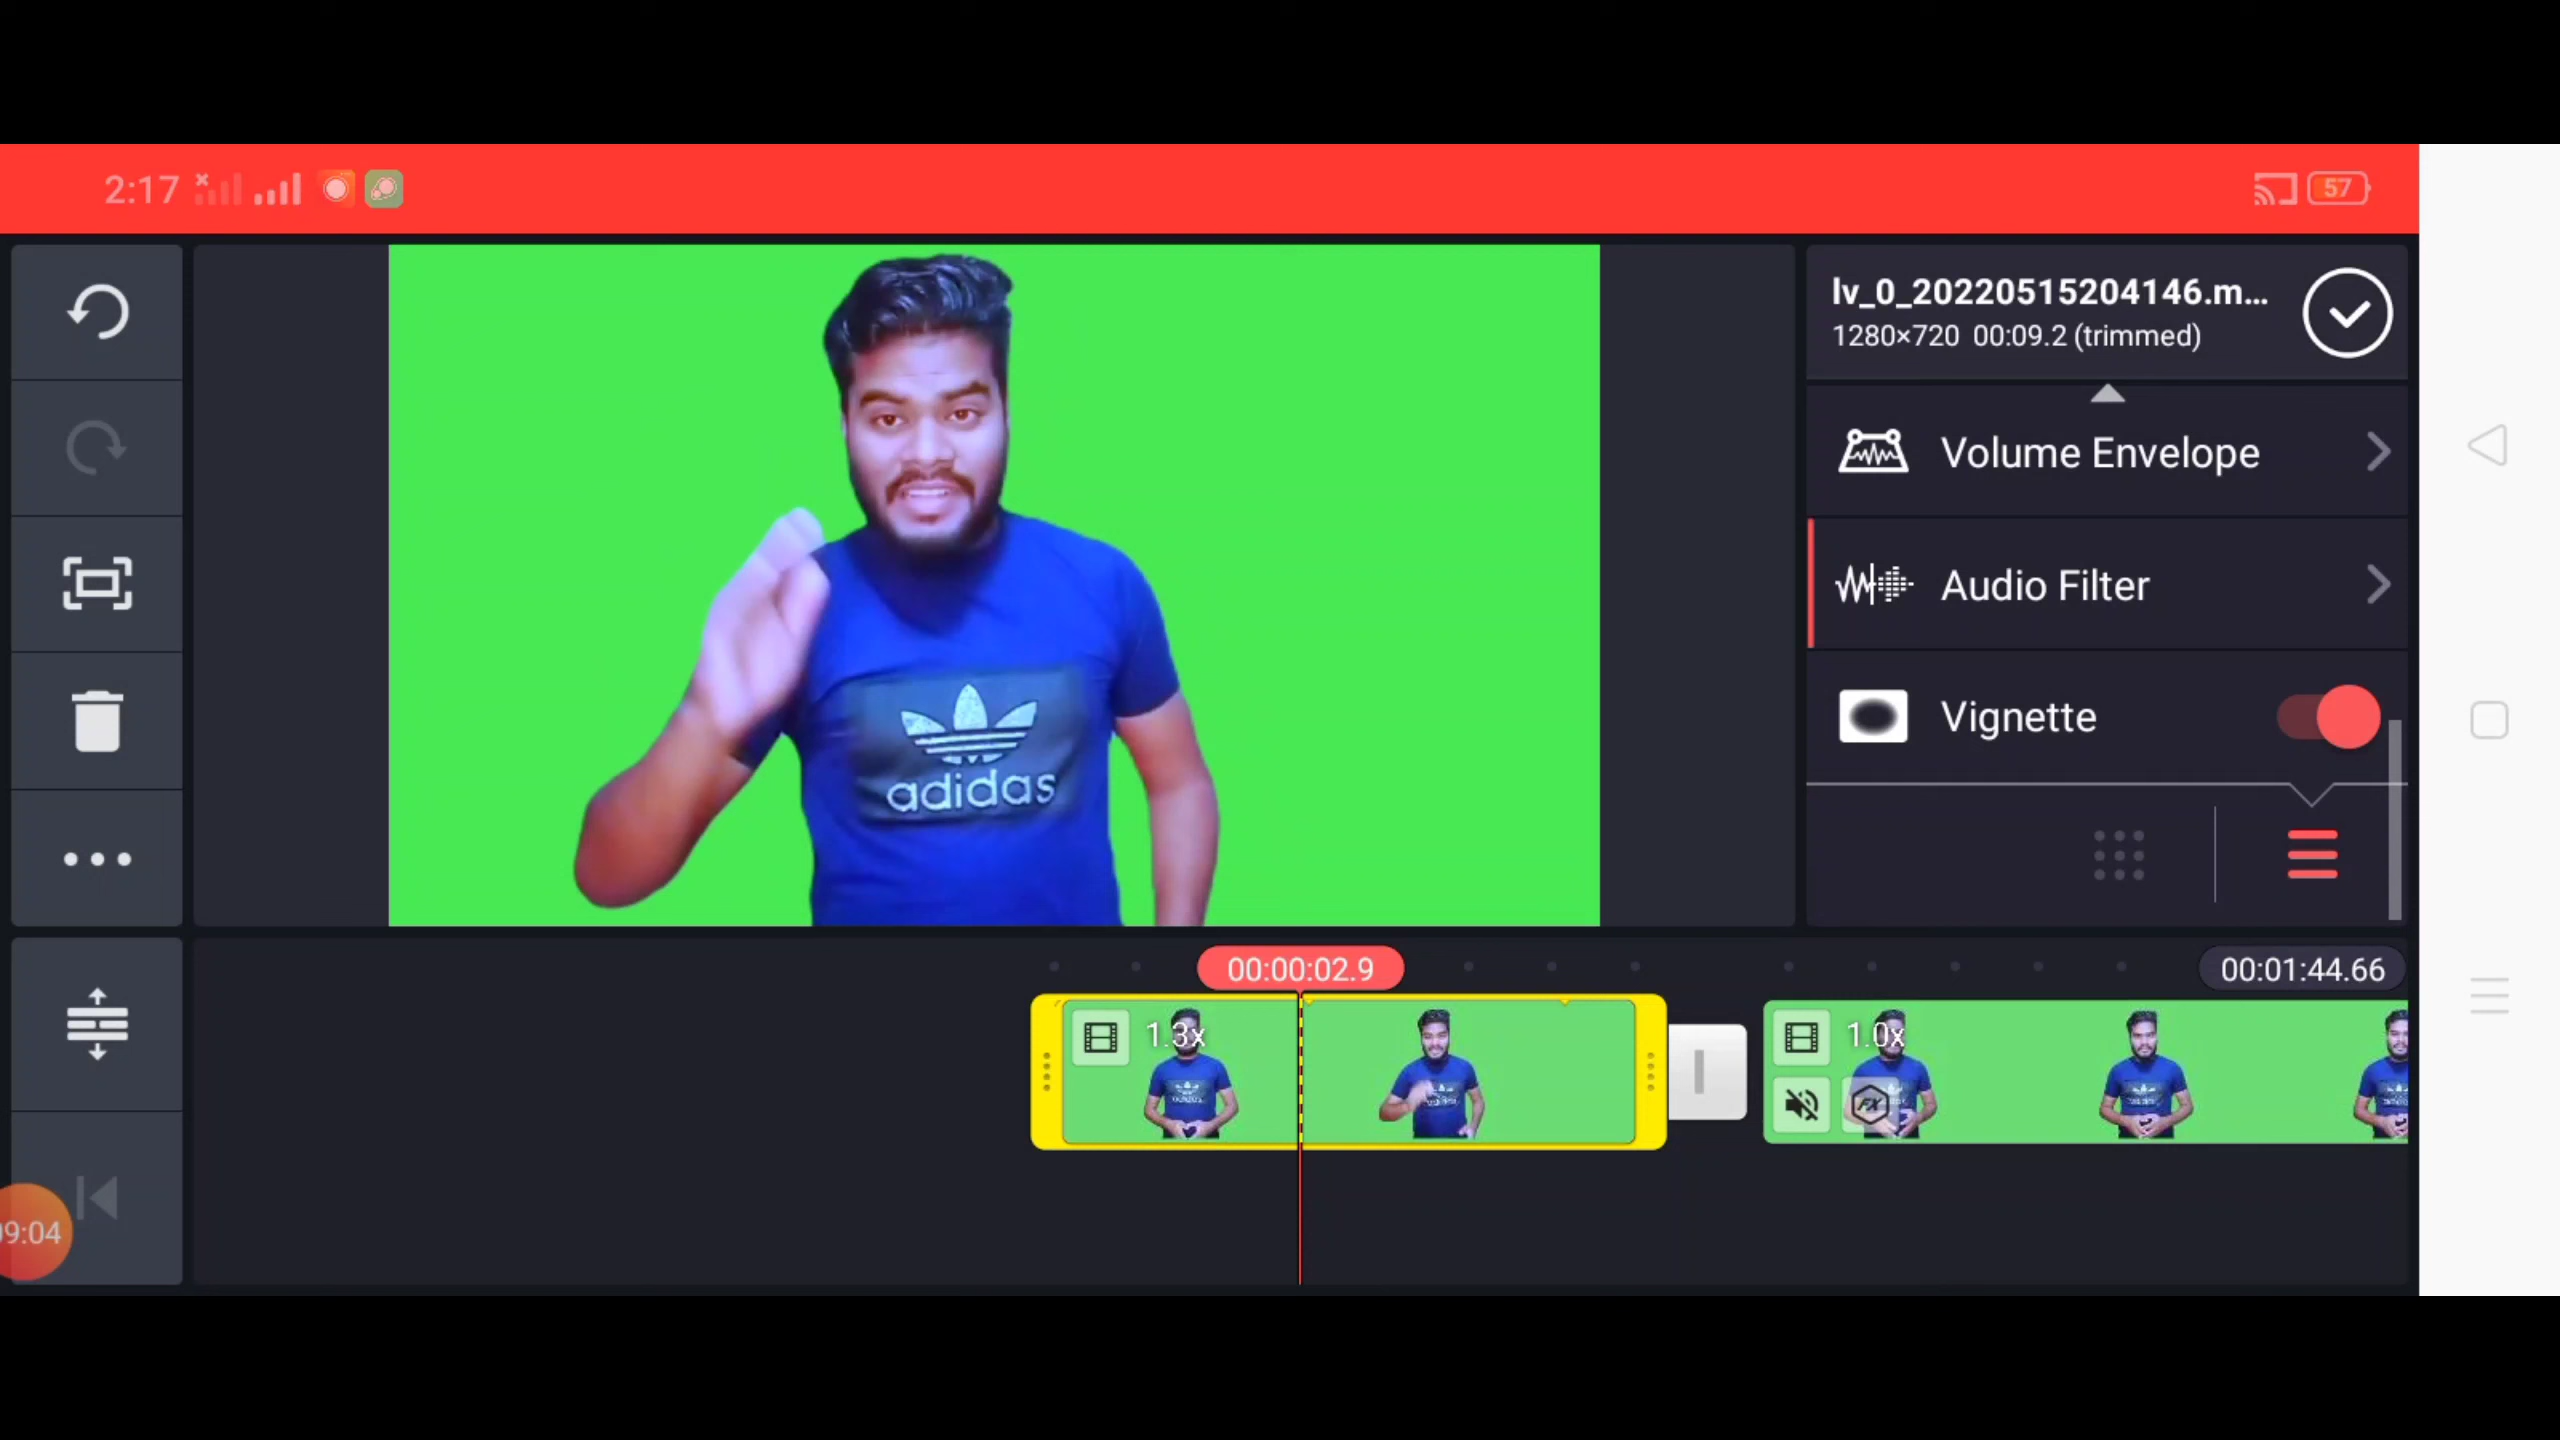 2:17
57
lv_0_20220515204146.m...
1280×720 00:09.2 (trimmed)
Volume Envelope
Audio Filter
Vignette
adidas
00:00:02.9
00:01:44.66
1.3x
1.0x
FX
09:04